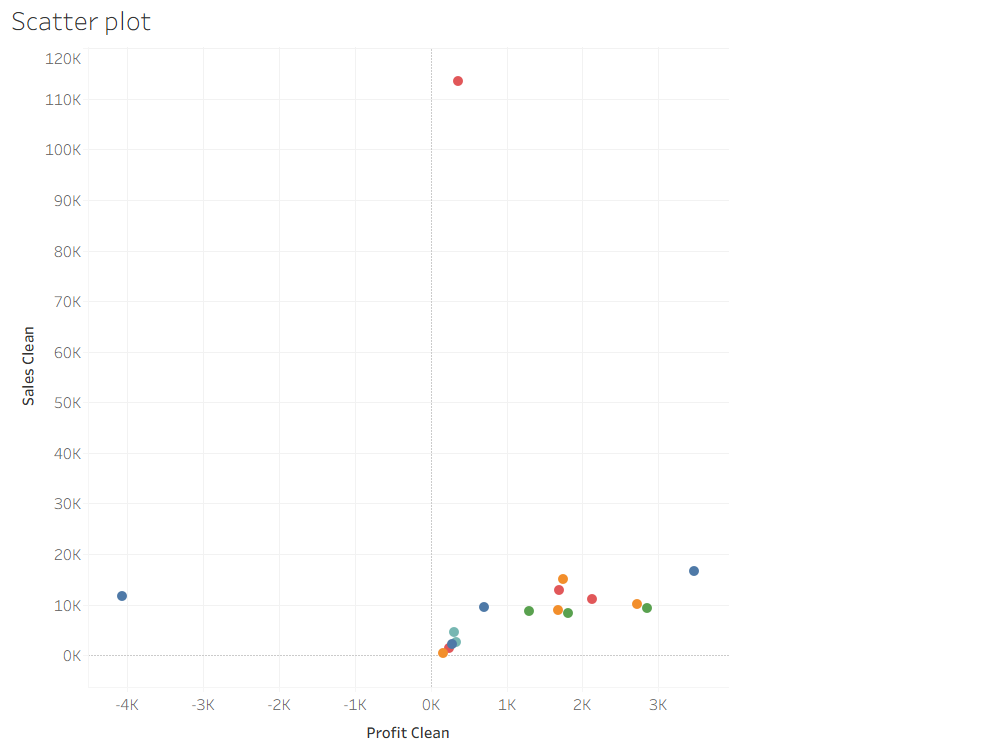 Scatter plot
120K
110K
100K
90K
80K
70K
60K
50K
40K
30K
20K
10K
0K
Sales Clean
-4K -3K -2K -1K 0K 1K 2K 3K
Profit Clean